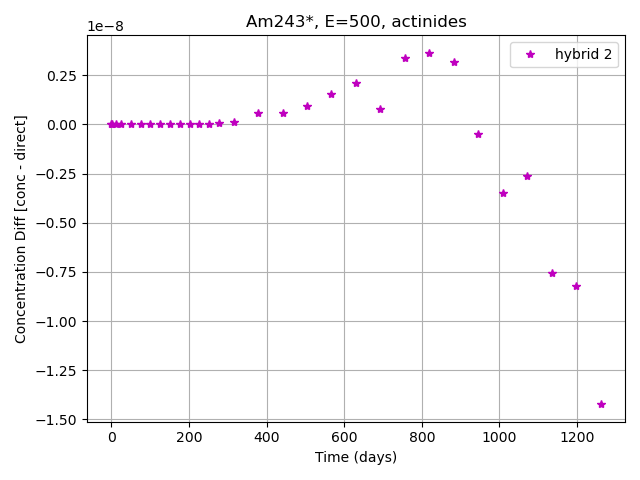 Am243*, E=500, actinides
1e−8
hybrid 2
0.25
0.00
−0.25
−0.50
−0.75
−1.00
−1.25
−1.50
Concentration Diff [conc - direct]
0 200 400 600 800 1000 1200
Time (days)